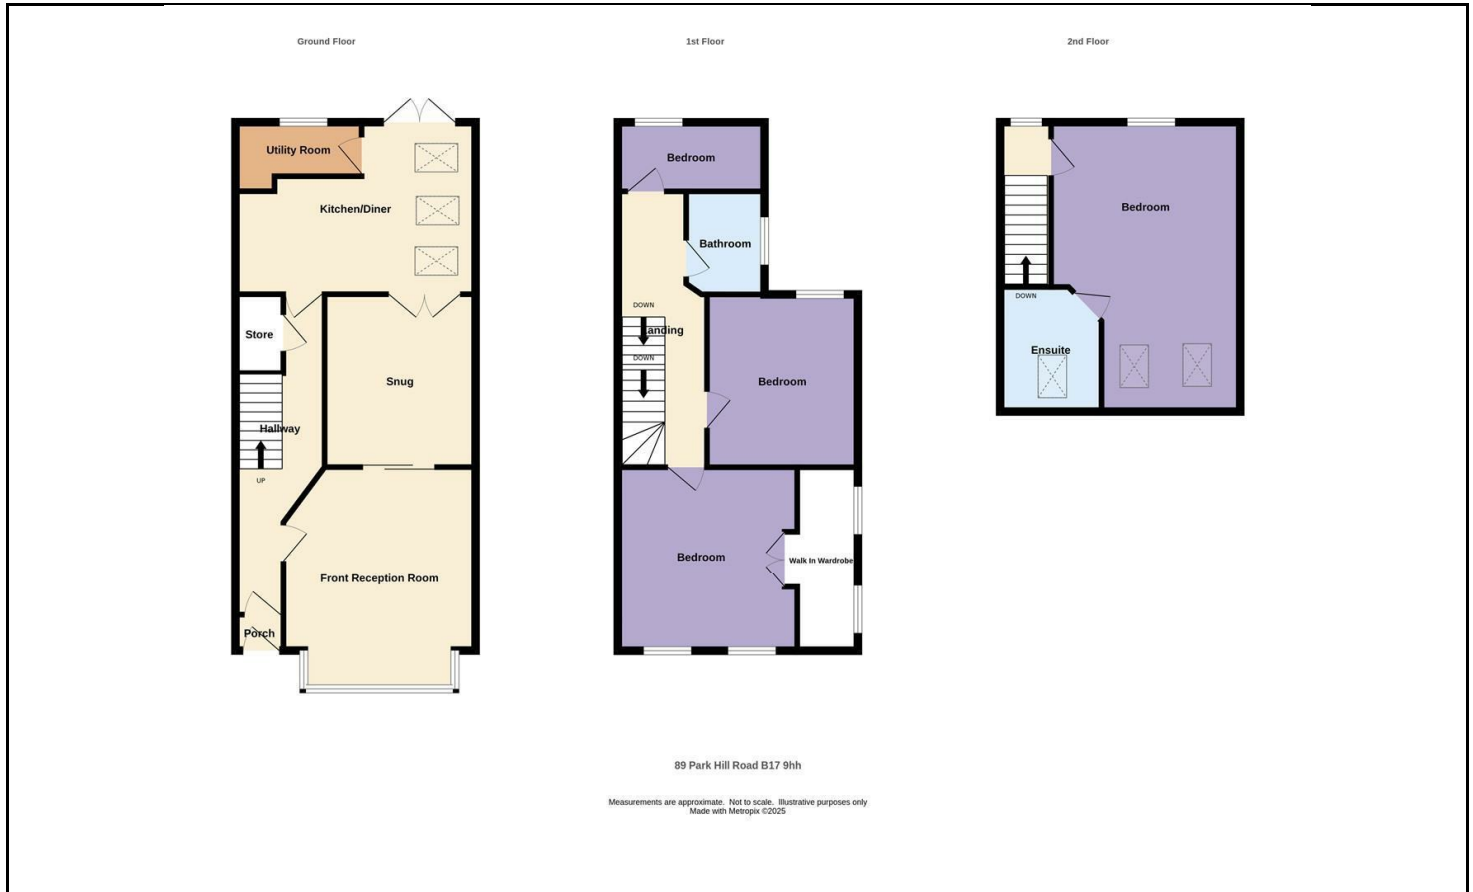 Ground Floor
1st Floor
2nd Floor
Utility Room
Kitchen/Diner
Store
Snug
Hallway
UP
Front Reception Room
Porch
Bedroom
Bathroom
DOWN
Landing
DOWN
Bedroom
Bedroom
Walk In Wardrobe
Bedroom
DOWN
Ensuite
89 Park Hill Road B17 9hh
Measurements are approximate. Not to scale. Illustrative purposes only
Made with Metropix ©2025